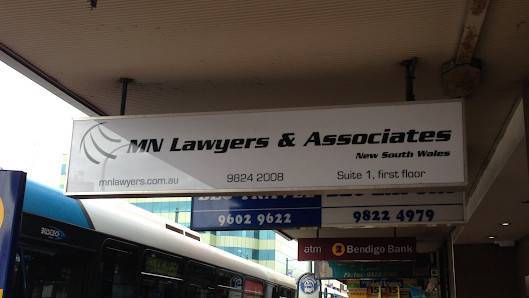 MN Lawyers & Associates
New South Wales
mnlawyers.com.au
9824 2008
Suite 1, first floor
9602 9622
9822 4979
atm
Bendigo Bank